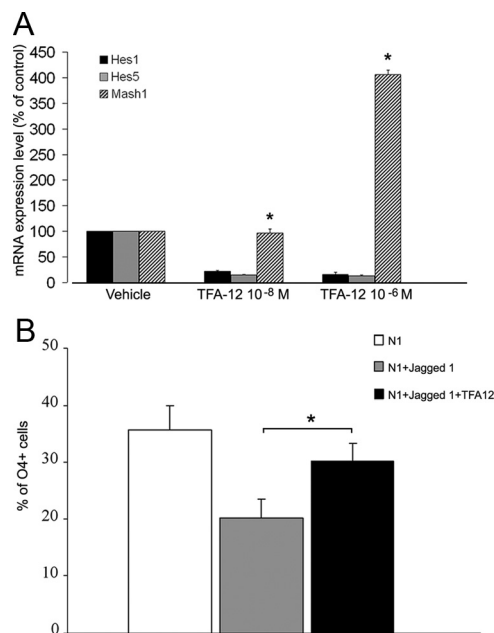 A
mRNA expression level (% of control)
450
400
350
300
250
200
150
100
100
50
0
Hes1
Hes5
Mash1
*
*
Vehicle
TFA-12 10-8 M
TFA-12 10-6 M
B
% of O4+ cells
50
40
30
20
10
0
N1
N1+Jagged 1
N1+Jagged 1+TFA12
*